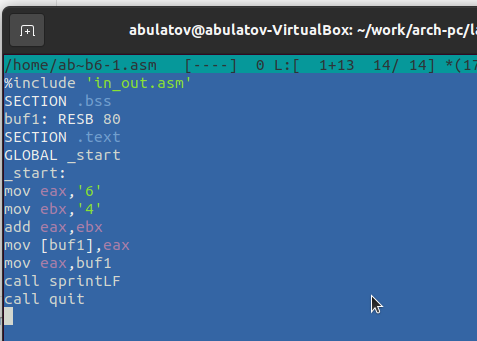 abulatov@abulatov-VirtualBox: ~/work/arch-pc/la
/home/ab~b6-1.asm [----] 0 L:[ 1+13 14/ 14] *(17
%include 'in_out.asm'
SECTION .bss
buf1: RESB 80
SECTION .text
GLOBAL _start
_start:
mov eax,'6'
mov ebx,'4'
add eax,ebx
mov [buf1],eax
mov eax,buf1
call sprintLF
call quit